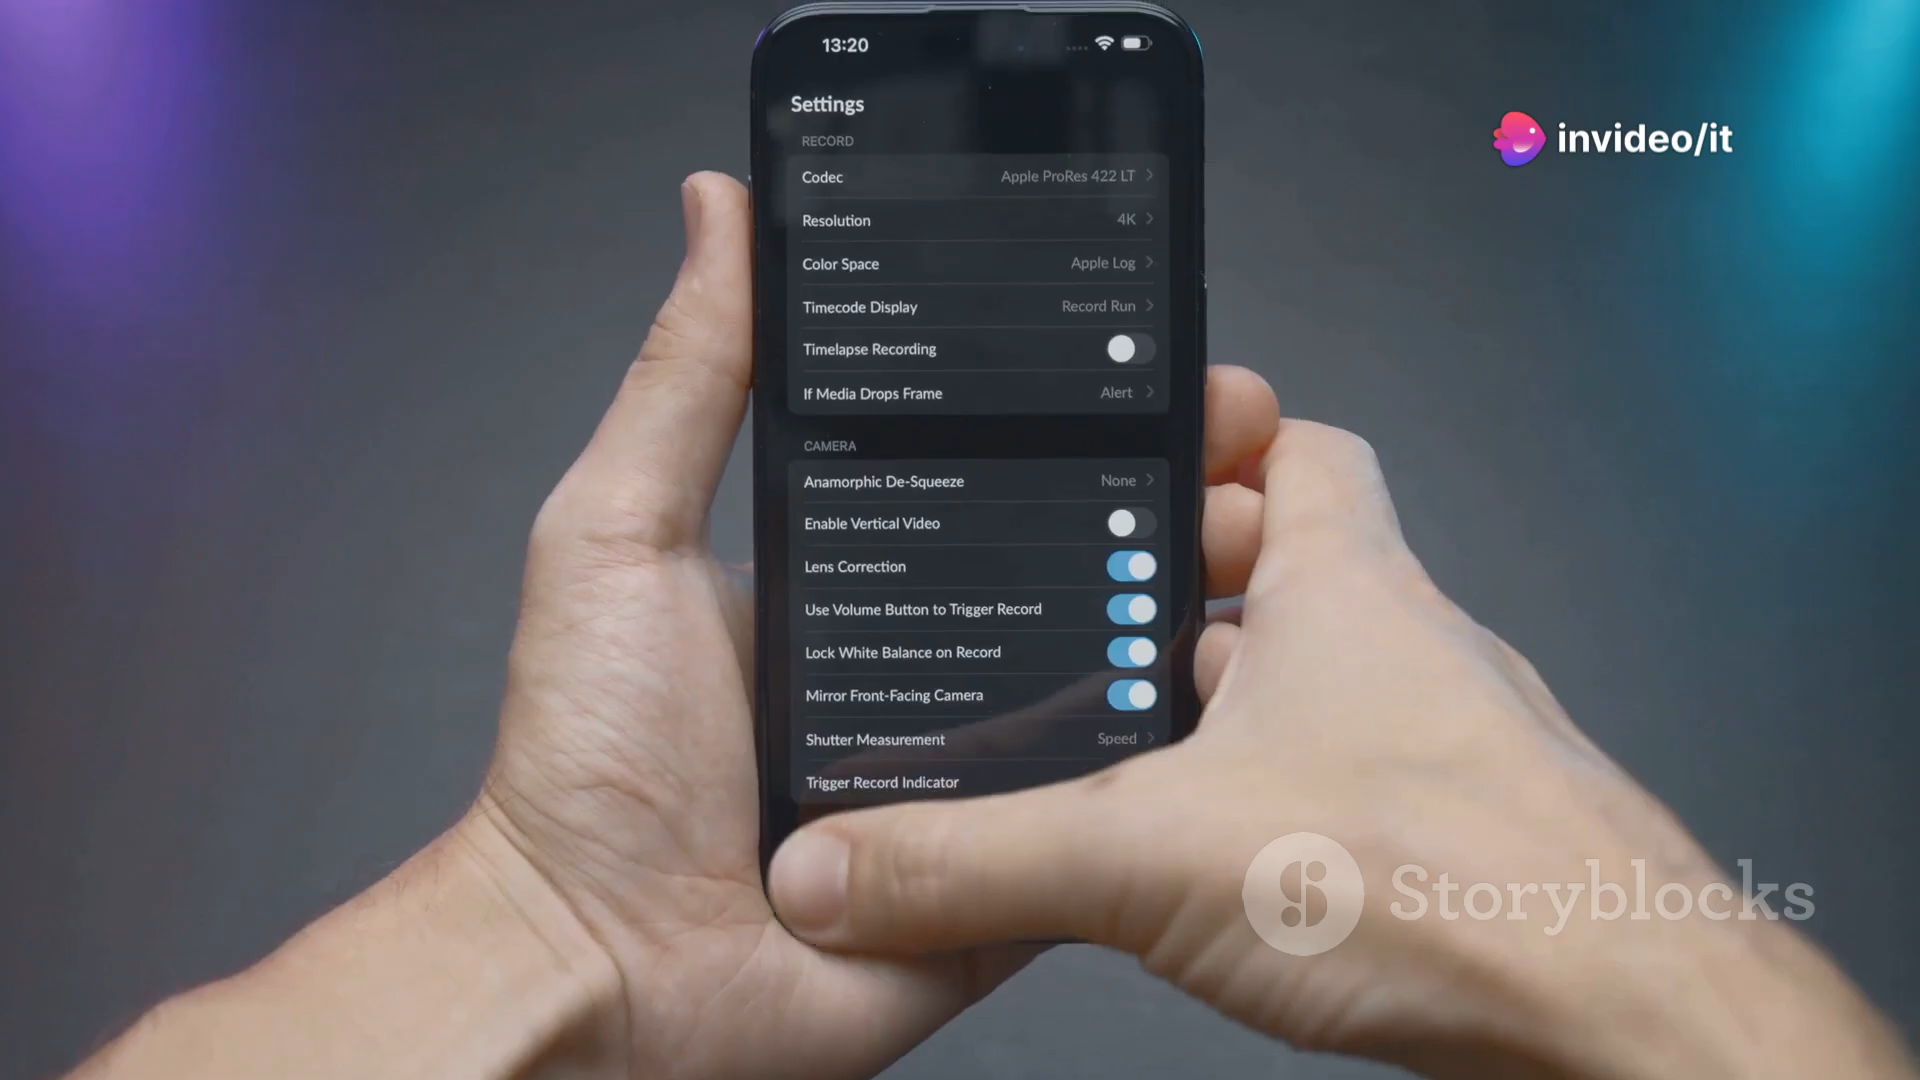 13:20
Settings
RECORD
Codec Apple ProRes 422 LT
Resolution 4K
Color Space Apple Log
Timecode Display Record Run
Timelapse Recording
If Media Drops Frame Alert
CAMERA
Anamorphic De-Squeeze None
Enable Vertical Video
Lens Correction
Use Volume Button to Trigger Record
Lock White Balance on Record
Mirror Front-Facing Camera
Shutter Measurement Speed
Trigger Record Indicator
invideo/it
Storyblocks